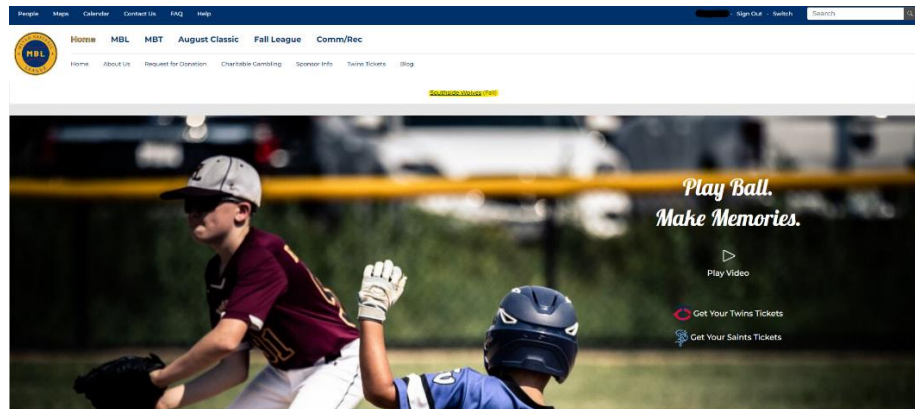 People Maps Calendar Contact Us FAQ Help
Sign Out - Switch Search
MBL
LEAGUE
Home MBL MBT August Classic Fall League Comm/Rec
Home About Us Request for Donation Charitable Gambling Sponsor Info Twins Tickets Blog
Southside Wolves (Fall)
Play Ball.
Make Memories.
Play Video
Get Your Twins Tickets
Get Your Saints Tickets